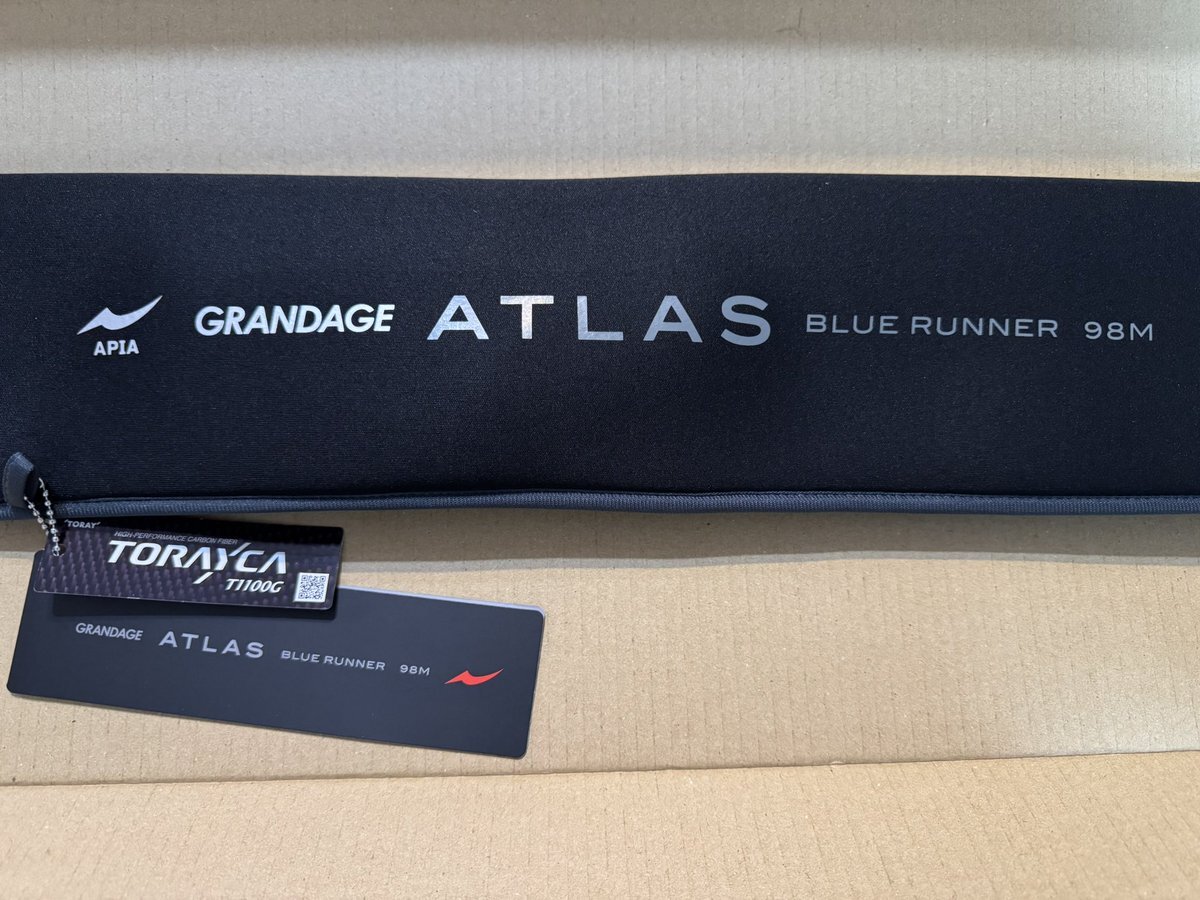 APIA
GRANDAGE ATLAS BLUE RUNNER 98M
'TORAY'
HIGH-PERFORMANCE CARBON FIBER
TORAYCA
T1100G
GRANDAGE ATLAS BLUE RUNNER 98M